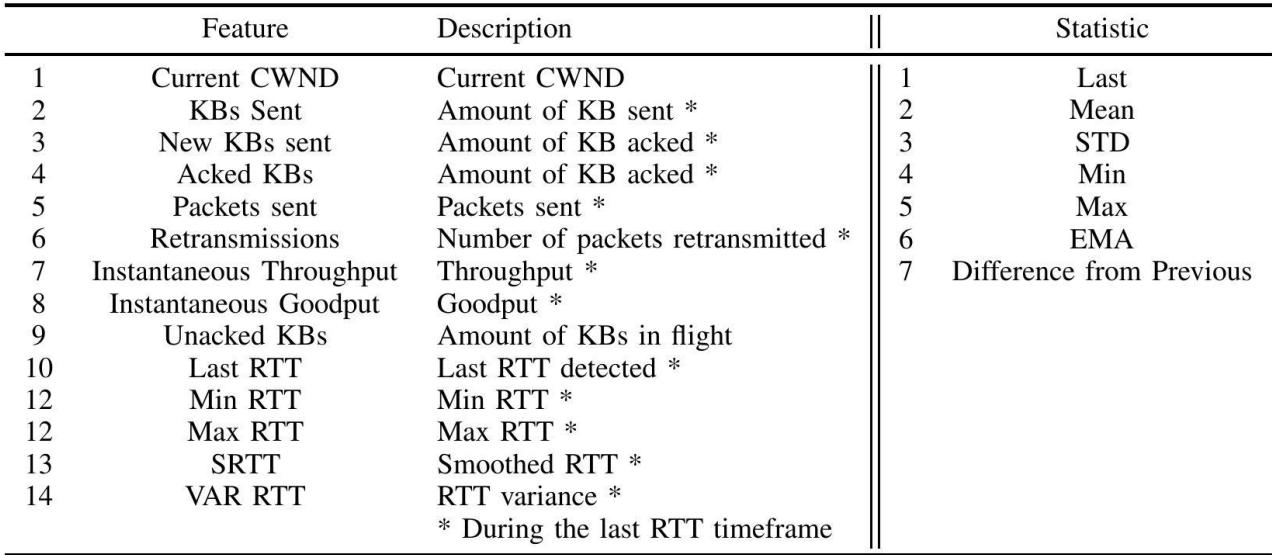 Feature Description Statistic
1 Current CWND Current CWND 1 Last
2 KBs Sent Amount of KB sent * 2 Mean
3 New KBs sent Amount of KB acked * 3 STD
4 Acked KBs Amount of KB acked * 4 Min
5 Packets sent Packets sent * 5 Max
6 Retransmissions Number of packets retransmitted * 6 EMA
7 Instantaneous Throughput Throughput * 7 Difference from Previous
8 Instantaneous Goodput Goodput *
9 Unacked KBs Amount of KBs in flight
10 Last RTT Last RTT detected *
12 Min RTT Min RTT *
12 Max RTT Max RTT *
13 SRTT Smoothed RTT *
14 VAR RTT RTT variance *
* During the last RTT timeframe